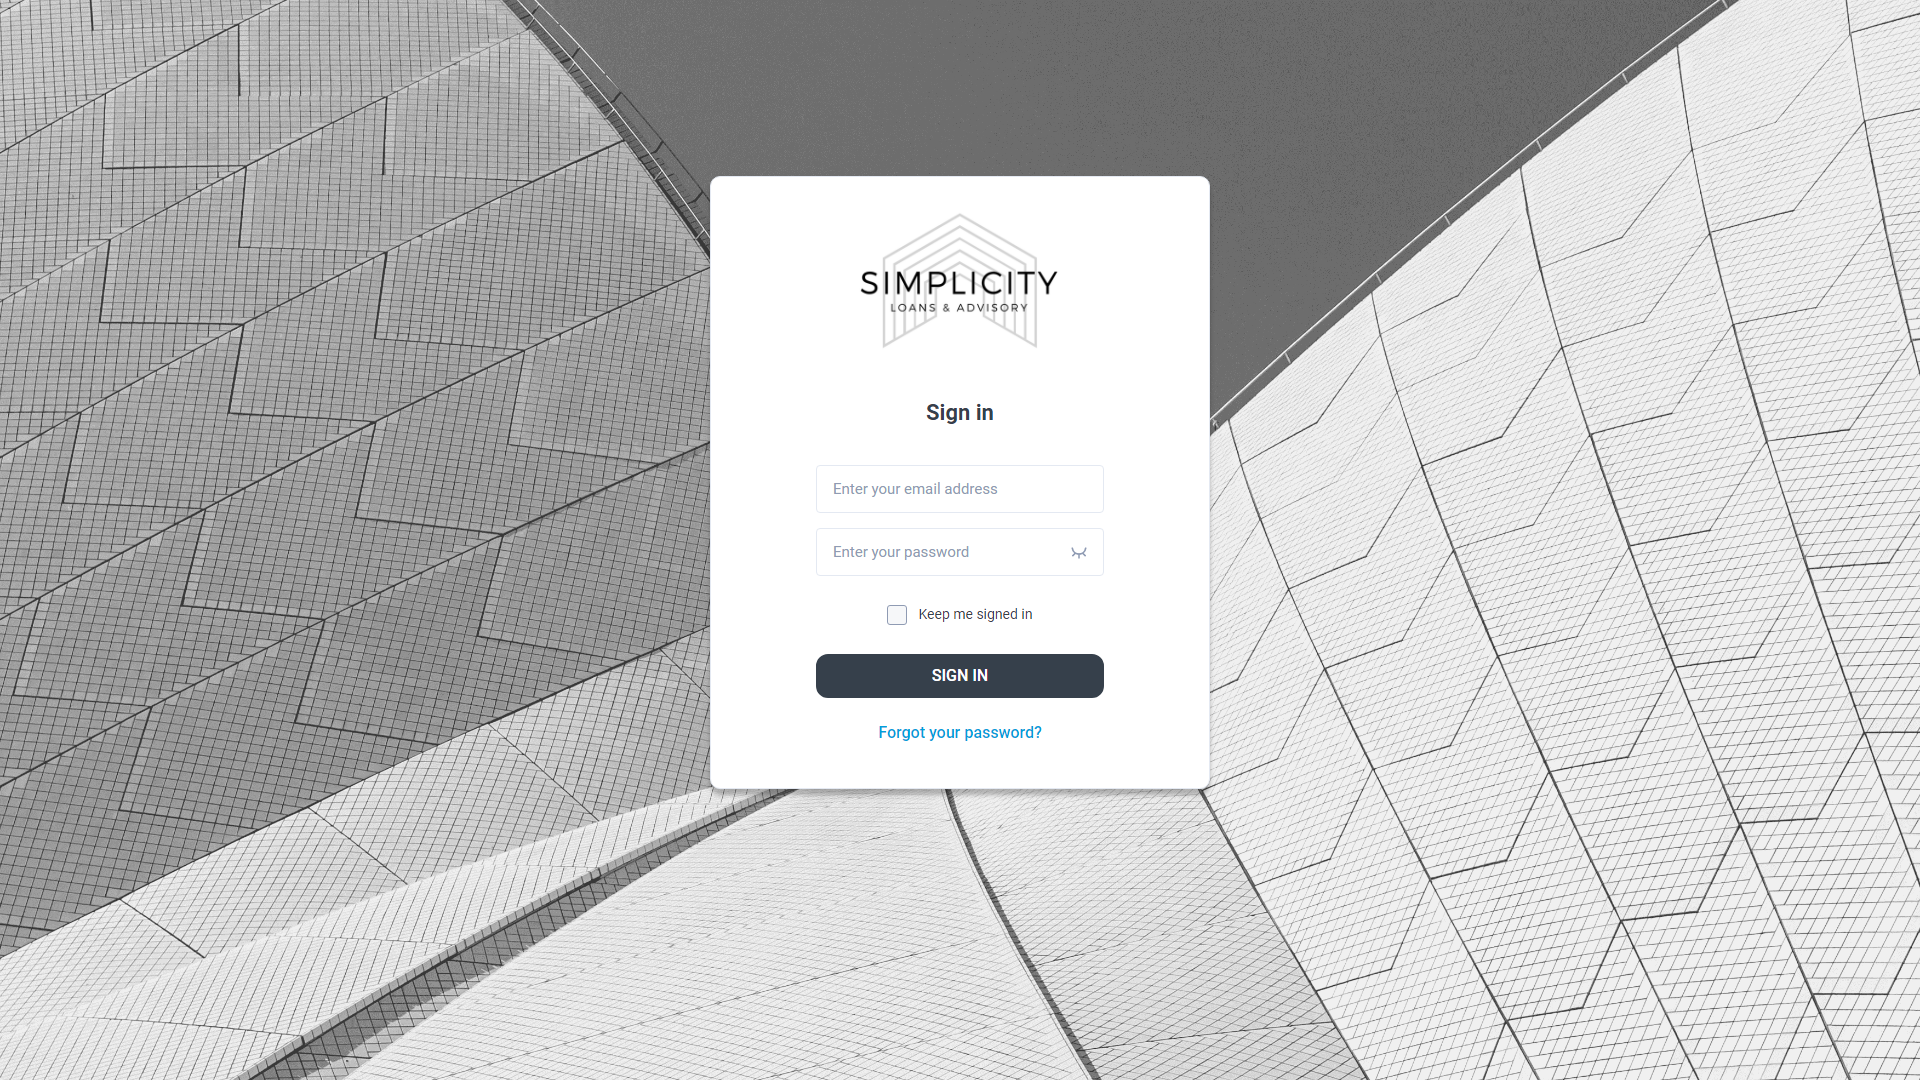 SIMPLICITY
LOANS & ADVISORY
Sign in
Enter your email address
Enter your password
Keep me signed in
SIGN IN
Forgot your password?